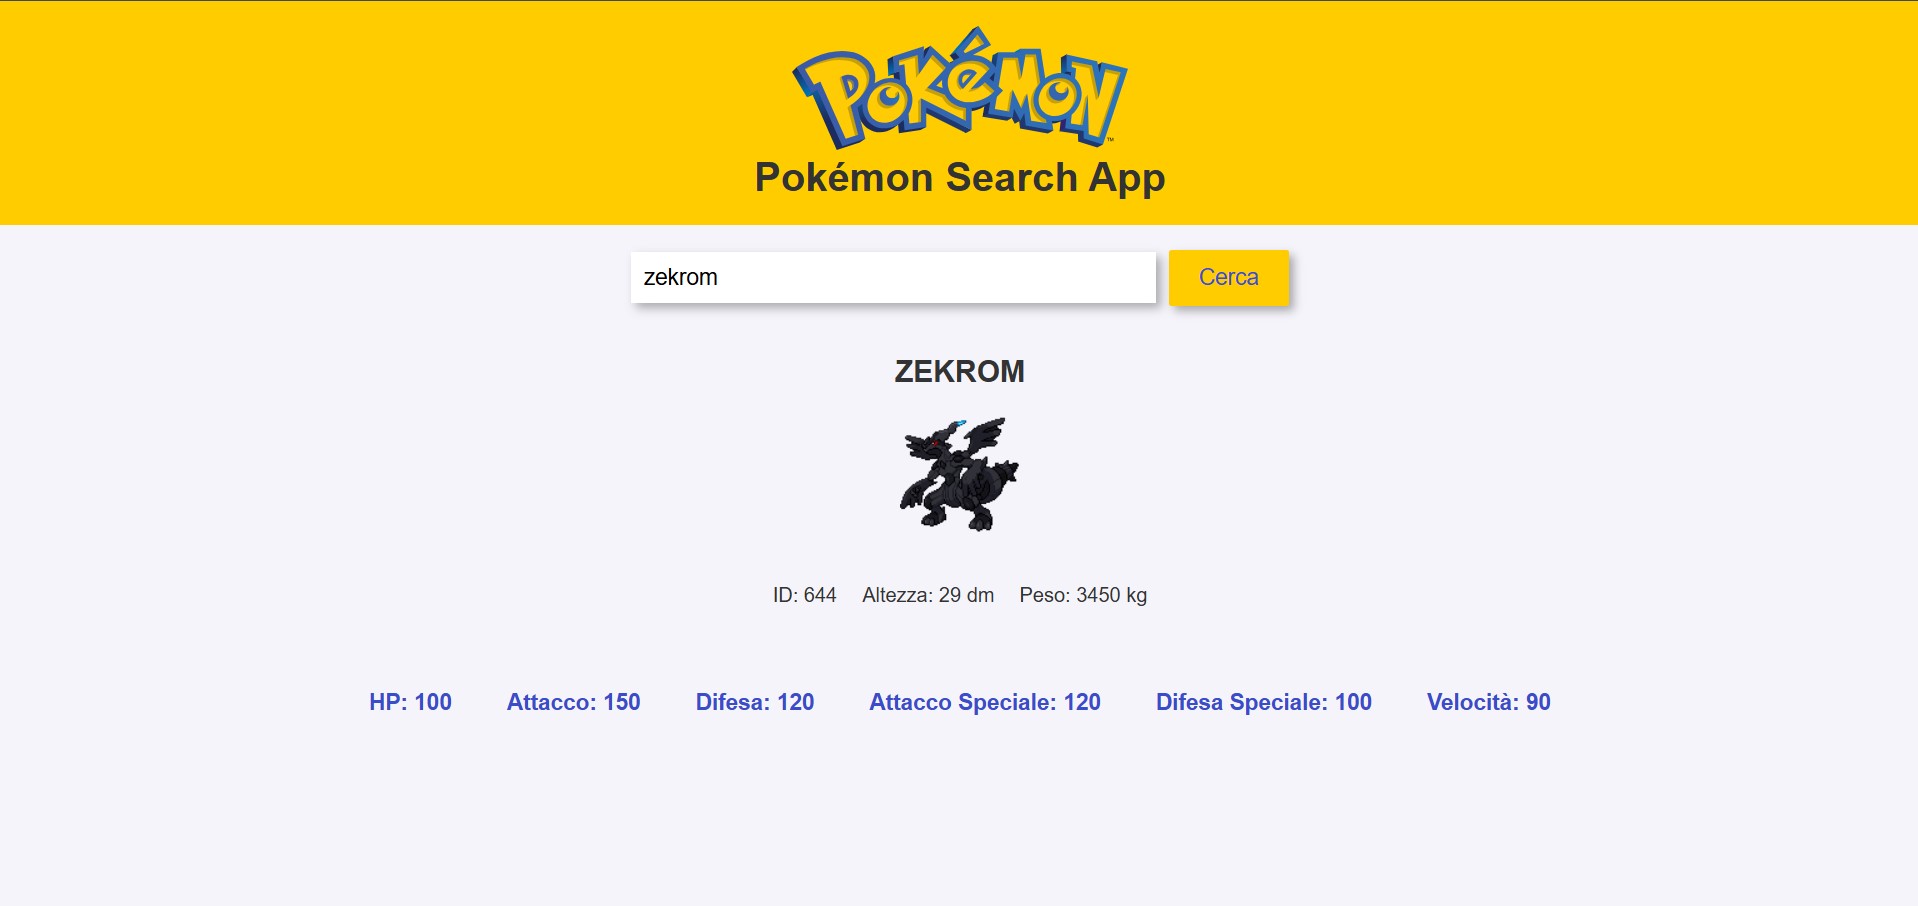 POKéMON
™
Pokémon Search App
zekrom Cerca
ZEKROM
ID: 644 Altezza: 29 dm Peso: 3450 kg
HP: 100 Attacco: 150 Difesa: 120 Attacco Speciale: 120 Difesa Speciale: 100 Velocità: 90